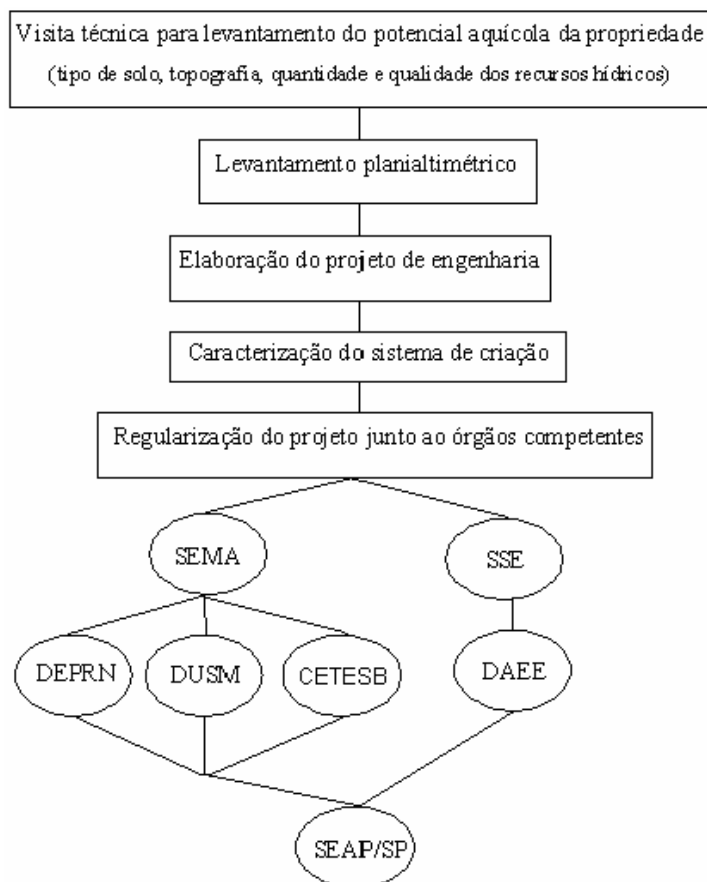 Visita técnica para levantamento do potencial aquícola da propriedade
(tipo de solo, topografia, quantidade e qualidade dos recursos hídricos)
Levantamento planialtimétrico
Elaboração do projeto de engenharia
Caracterização do sistema de criação
Regularização do projeto junto ao órgãos competentes
SEMA
SSE
DEPRN
DUSM
CETESB
DAEE
SEAP/SP